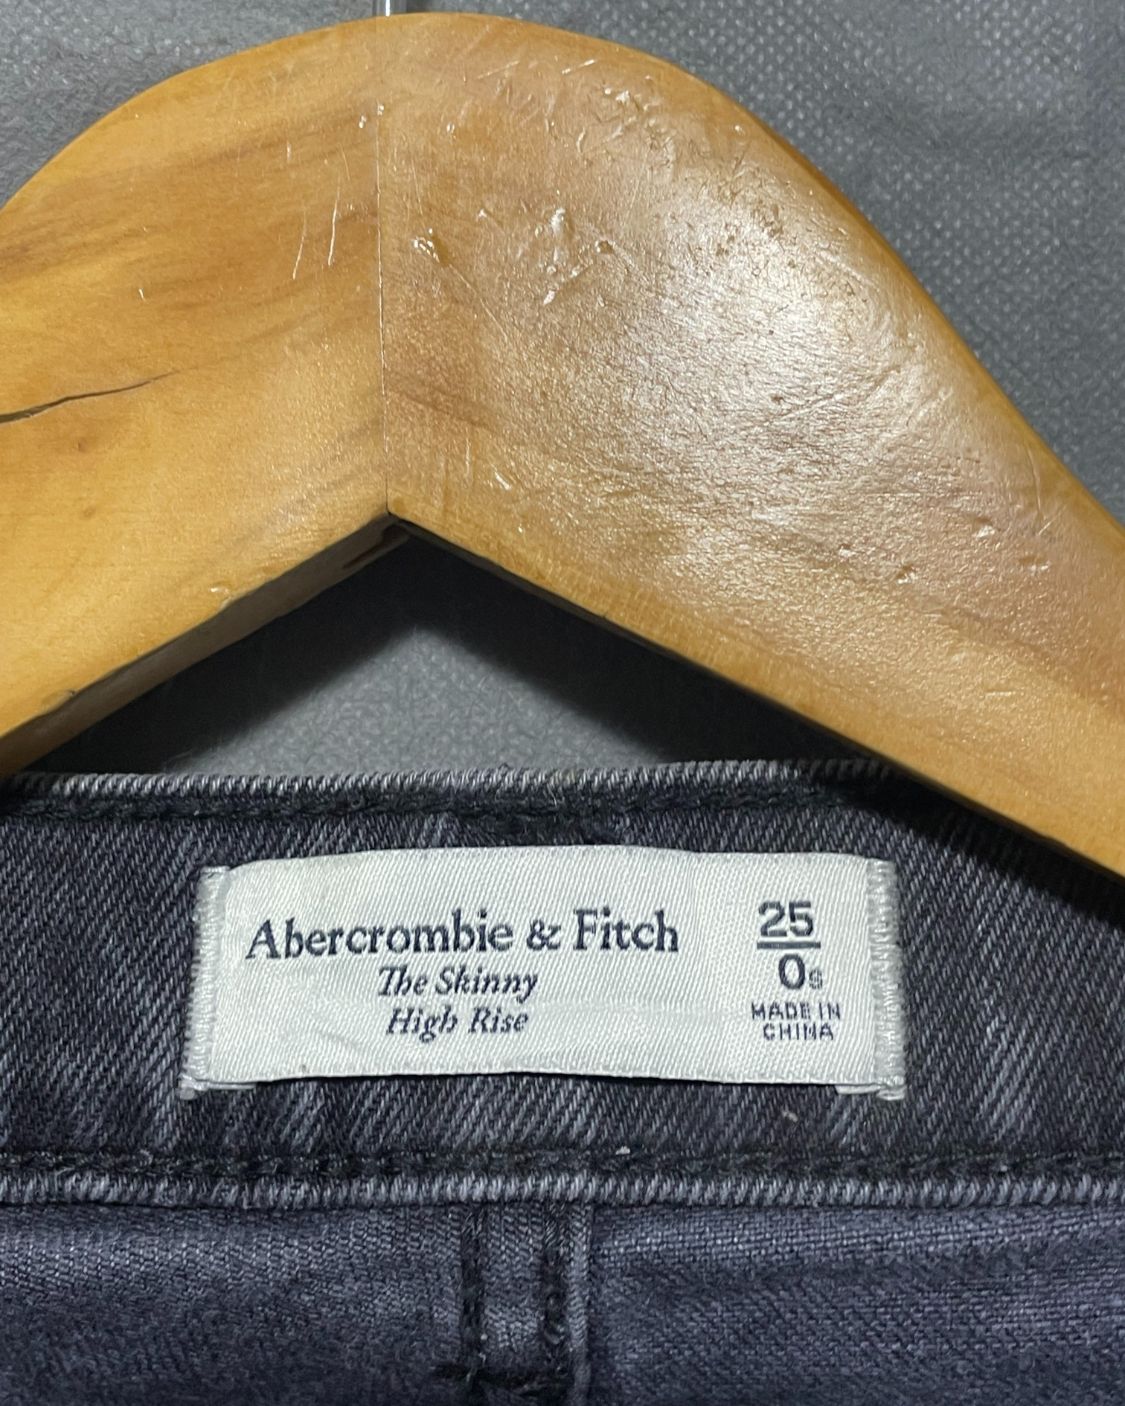 Abercrombie & Fitch
The Skinny
High Rise
25
0s
MADE IN
CHINA